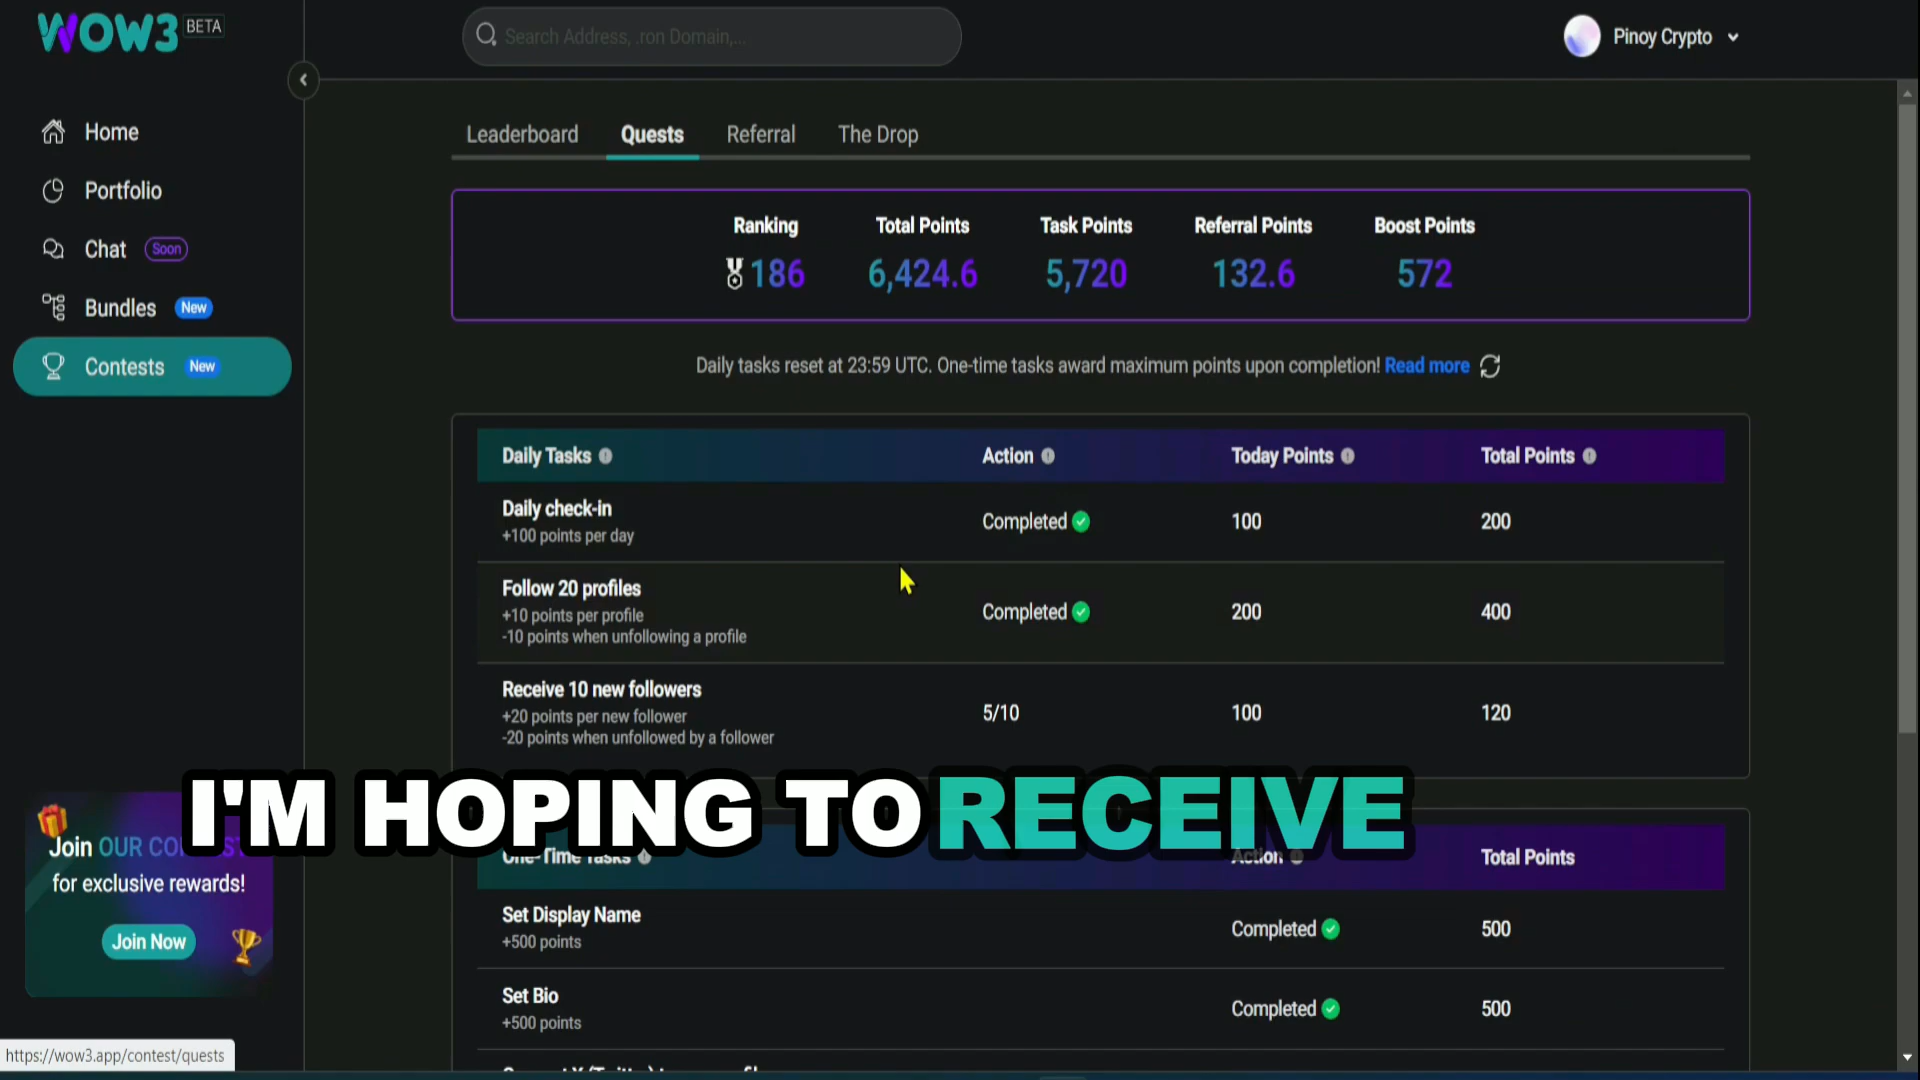 WOW3 BETA
Search Address, .ron Domain,...
Pinoy Crypto
Home
Portfolio
Chat Soon
Bundles New
Contests New
Leaderboard Quests Referral The Drop
Ranking Total Points Task Points Referral Points Boost Points
186 6,424.6 5,720 132.6 572
Daily tasks reset at 23:59 UTC. One-time tasks award maximum points upon completion! Read more
Daily Tasks Action Today Points Total Points
Daily check-in
+100 points per day
Completed 100 200
Follow 20 profiles
+10 points per profile
-10 points when unfollowing a profile
Completed 200 400
Receive 10 new followers
+20 points per new follower
-20 points when unfollowed by a follower
5/10 100 120
I'M HOPING TO RECEIVE
One-Time Tasks Action Total Points
Set Display Name
+500 points
Completed 500
Set Bio
+500 points
Completed 500
Join OUR CONTEST
for exclusive rewards!
Join Now
https://wow3.app/contest/quests